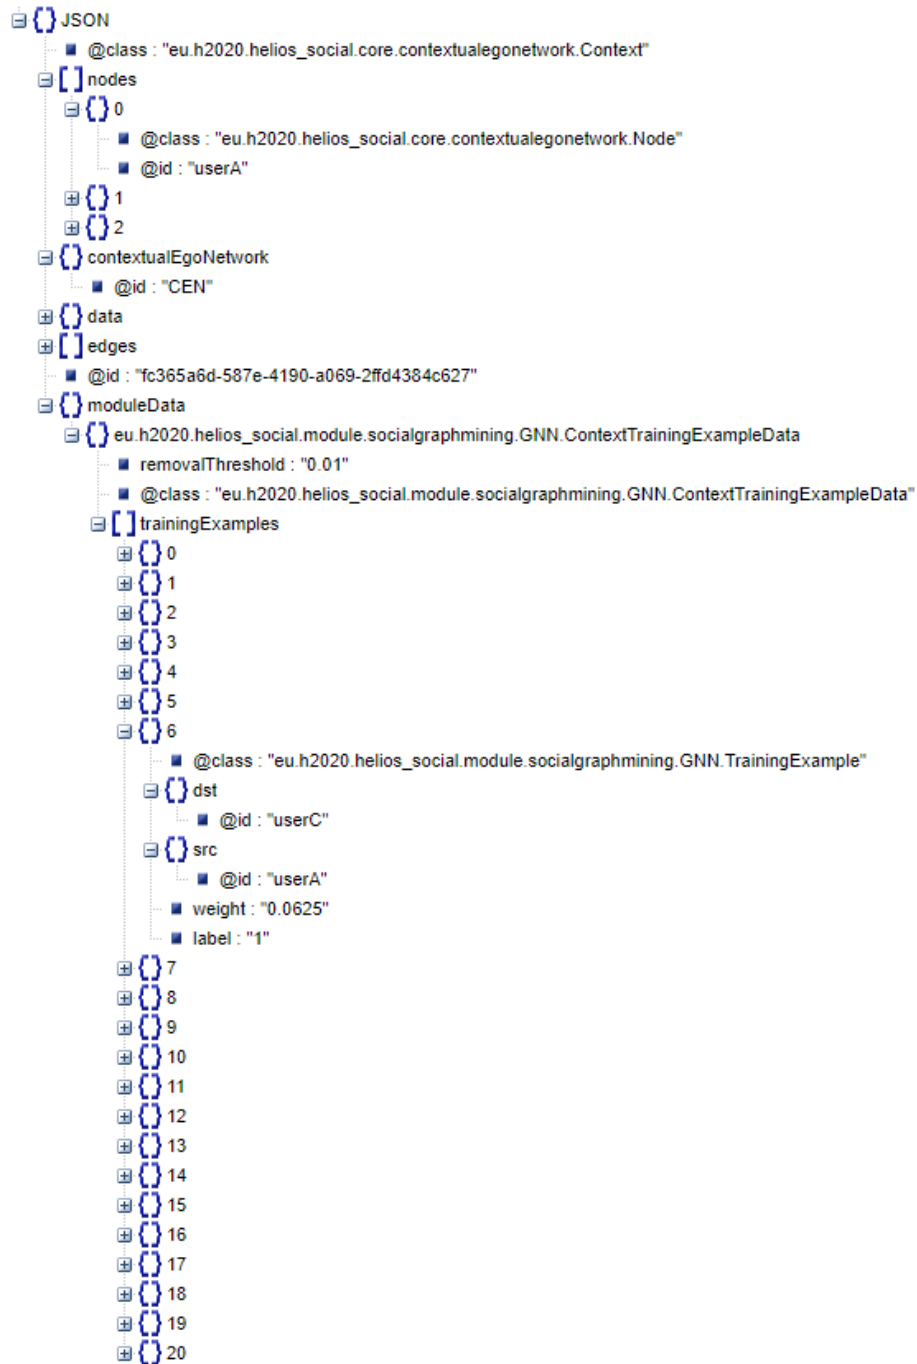 JSON
@class : "eu.h2020.helios_social.core.contextualegonetwork.Context"
nodes
0
@class : "eu.h2020.helios_social.core.contextualegonetwork.Node"
@id : "userA"
1
2
contextualEgoNetwork
@id : "CEN"
data
edges
@id : "fc365a6d-587e-4190-a069-2ffd4384c627"
moduleData
eu.h2020.helios_social.module.socialgraphmining.GNN.ContextTrainingExampleData
removalThreshold : "0.01"
@class : "eu.h2020.helios_social.module.socialgraphmining.GNN.ContextTrainingExampleData"
trainingExamples
0
1
2
3
4
5
6
@class : "eu.h2020.helios_social.module.socialgraphmining.GNN.TrainingExample"
dst
@id : "userC"
src
@id : "userA"
weight : "0.0625"
label : "1"
7
8
9
10
11
12
13
14
15
16
17
18
19
20